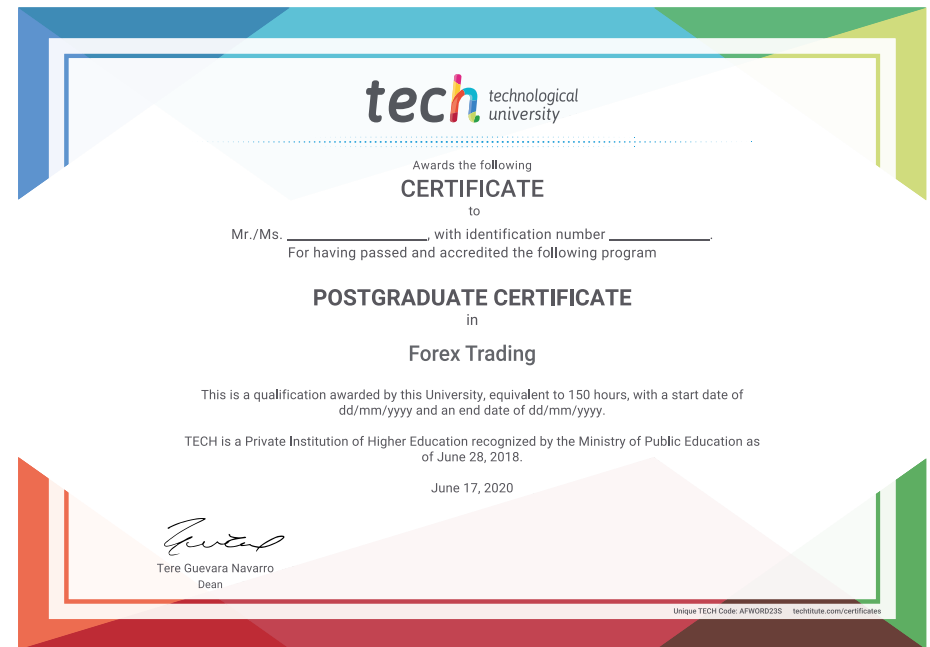 tech technological
university
Awards the following
CERTIFICATE
to
Mr./Ms. ____________________, with identification number ______________.
For having passed and accredited the following program
POSTGRADUATE CERTIFICATE
in
Forex Trading
This is a qualification awarded by this University, equivalent to 150 hours, with a start date of
dd/mm/yyyy and an end date of dd/mm/yyyy.
TECH is a Private Institution of Higher Education recognized by the Ministry of Public Education as
of June 28, 2018.
June 17, 2020
Tere Guevara Navarro
Dean
Unique TECH Code: AFWORD23S techtitute.com/certificates